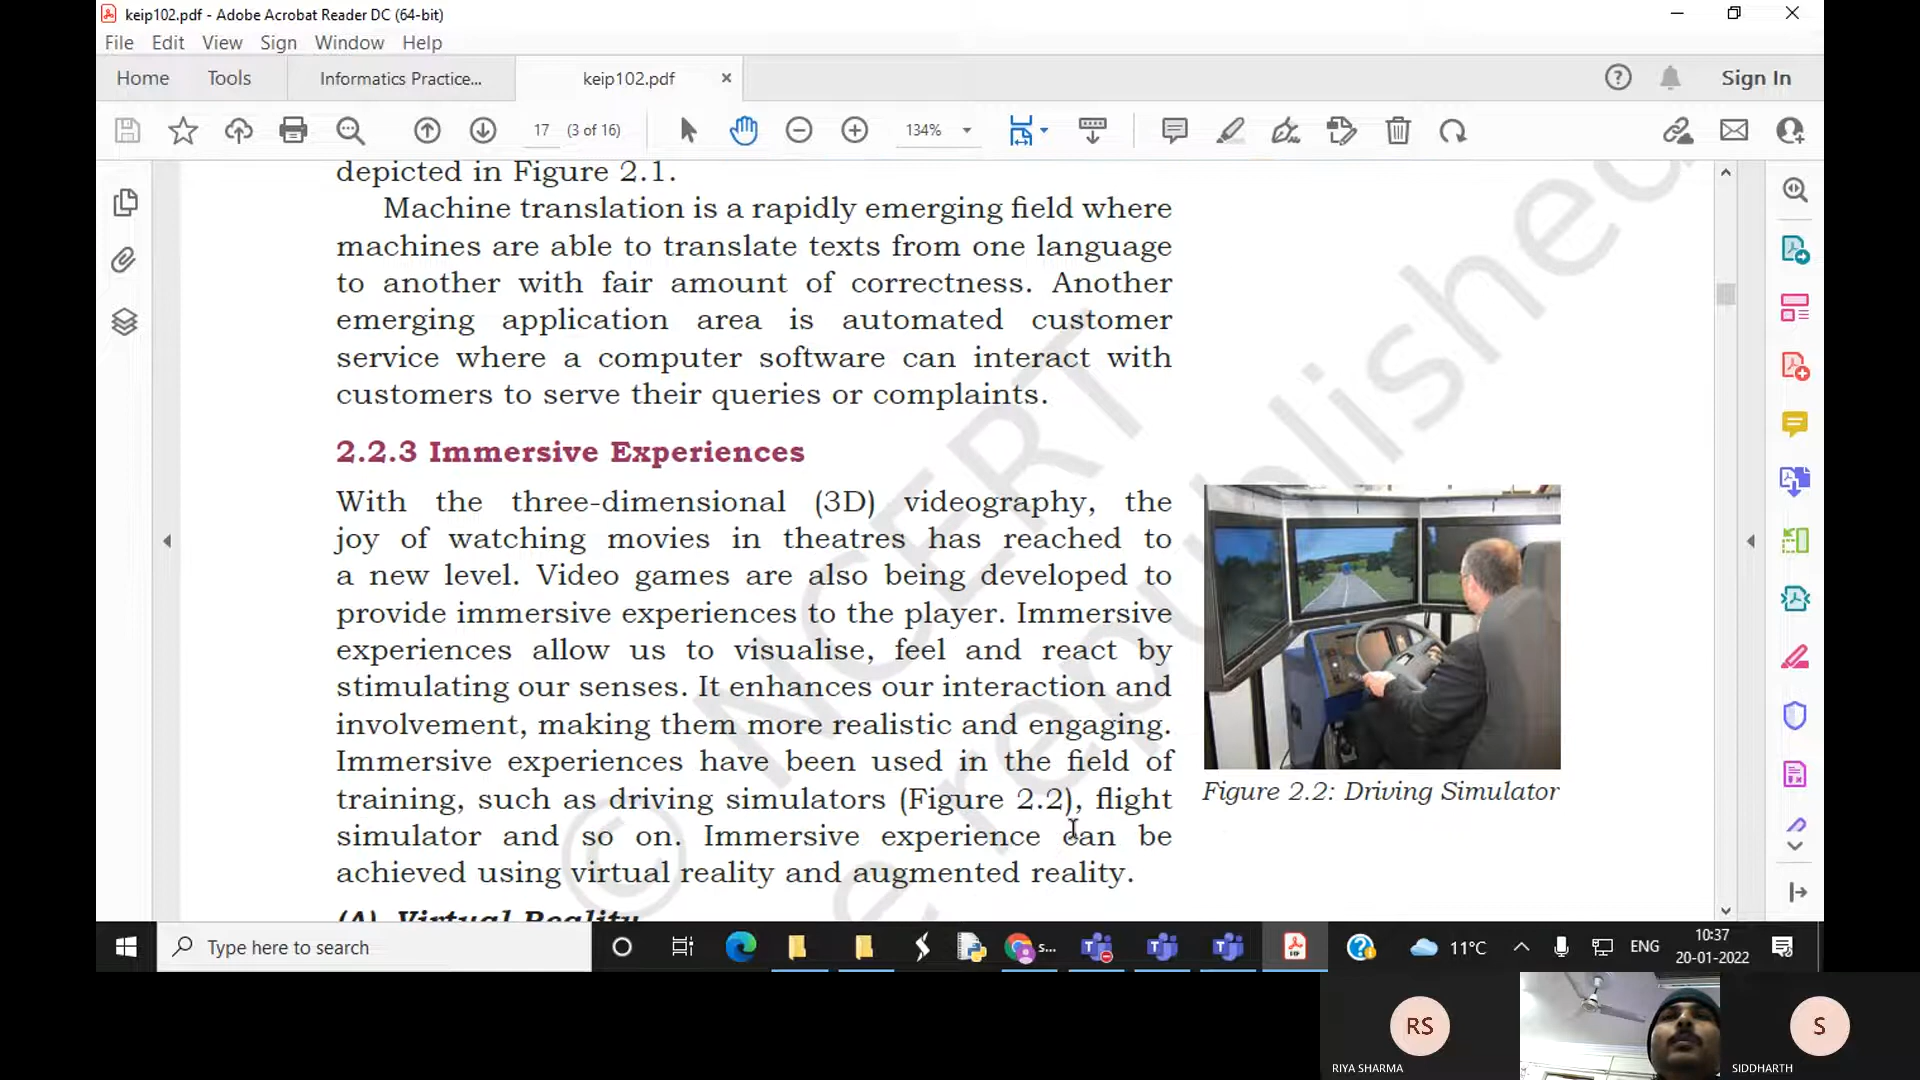 keip102.pdf - Adobe Acrobat Reader DC (64-bit)
File Edit View Sign Window Help
Home Tools Informatics Practice... keip102.pdf Sign In
17 (3 of 16) 134%
depicted in Figure 2.1.
Machine translation is a rapidly emerging field where
machines are able to translate texts from one language
to another with fair amount of correctness. Another
emerging application area is automated customer
service where a computer software can interact with
customers to serve their queries or complaints.
2.2.3 Immersive Experiences
With the three-dimensional (3D) videography, the
joy of watching movies in theatres has reached to
a new level. Video games are also being developed to
provide immersive experiences to the player. Immersive
experiences allow us to visualise, feel and react by
stimulating our senses. It enhances our interaction and
involvement, making them more realistic and engaging.
Immersive experiences have been used in the field of
training, such as driving simulators (Figure 2.2), flight
simulator and so on. Immersive experience can be
achieved using virtual reality and augmented reality.
(A) Virtual Reality
Figure 2.2: Driving Simulator
© NCERT
e republished
Type here to search
s...
11°C
ENG
10:37
20-01-2022
RS
RIYA SHARMA
S
SIDDHARTH